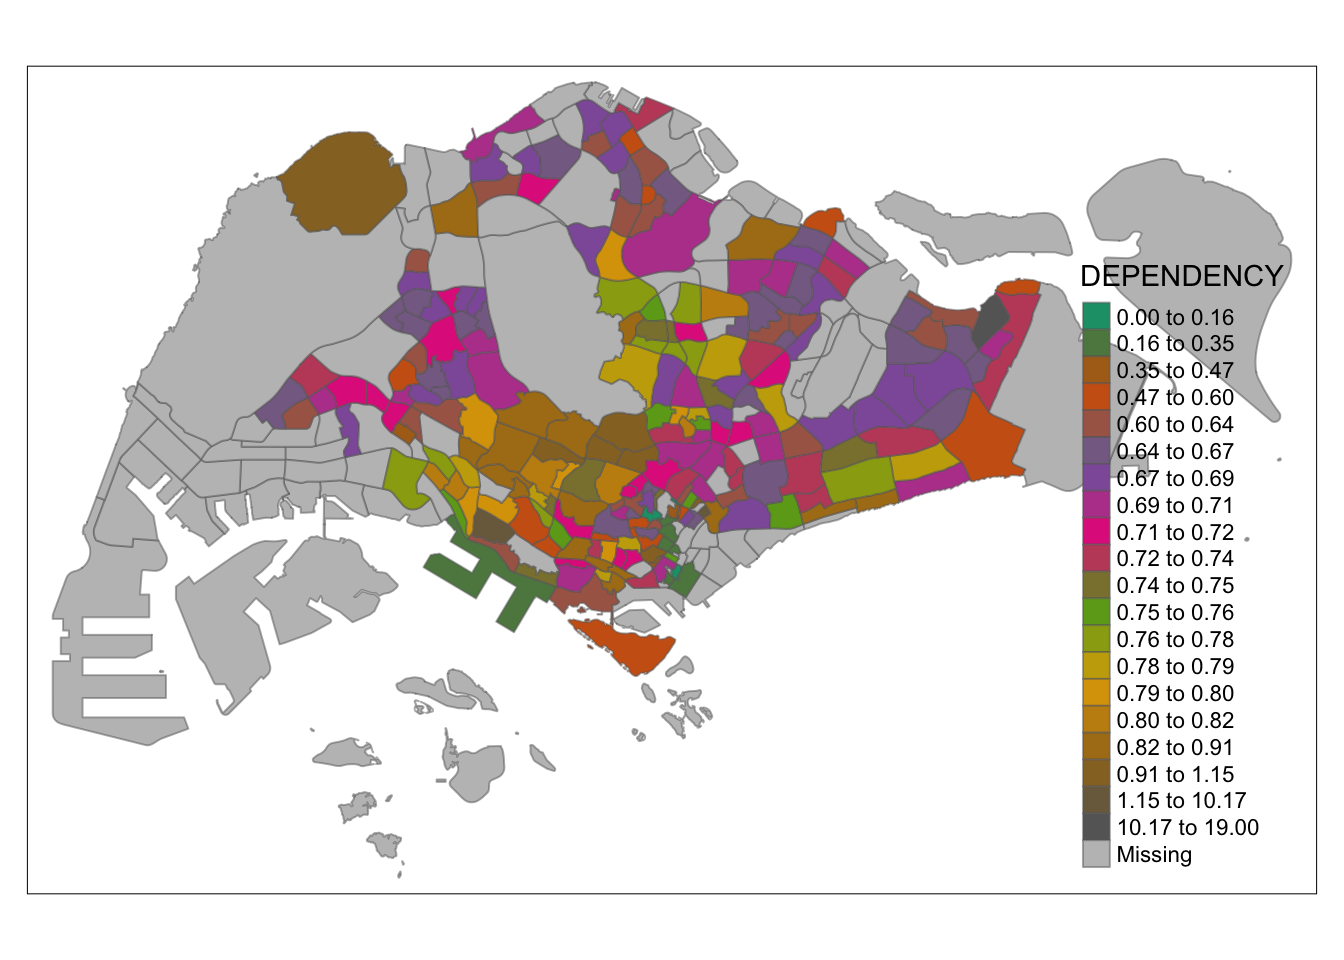 DEPENDENCY
0.00 to 0.16
0.16 to 0.35
0.35 to 0.47
0.47 to 0.60
0.60 to 0.64
0.64 to 0.67
0.67 to 0.69
0.69 to 0.71
0.71 to 0.72
0.72 to 0.74
0.74 to 0.75
0.75 to 0.76
0.76 to 0.78
0.78 to 0.79
0.79 to 0.80
0.80 to 0.82
0.82 to 0.91
0.91 to 1.15
1.15 to 10.17
10.17 to 19.00
Missing